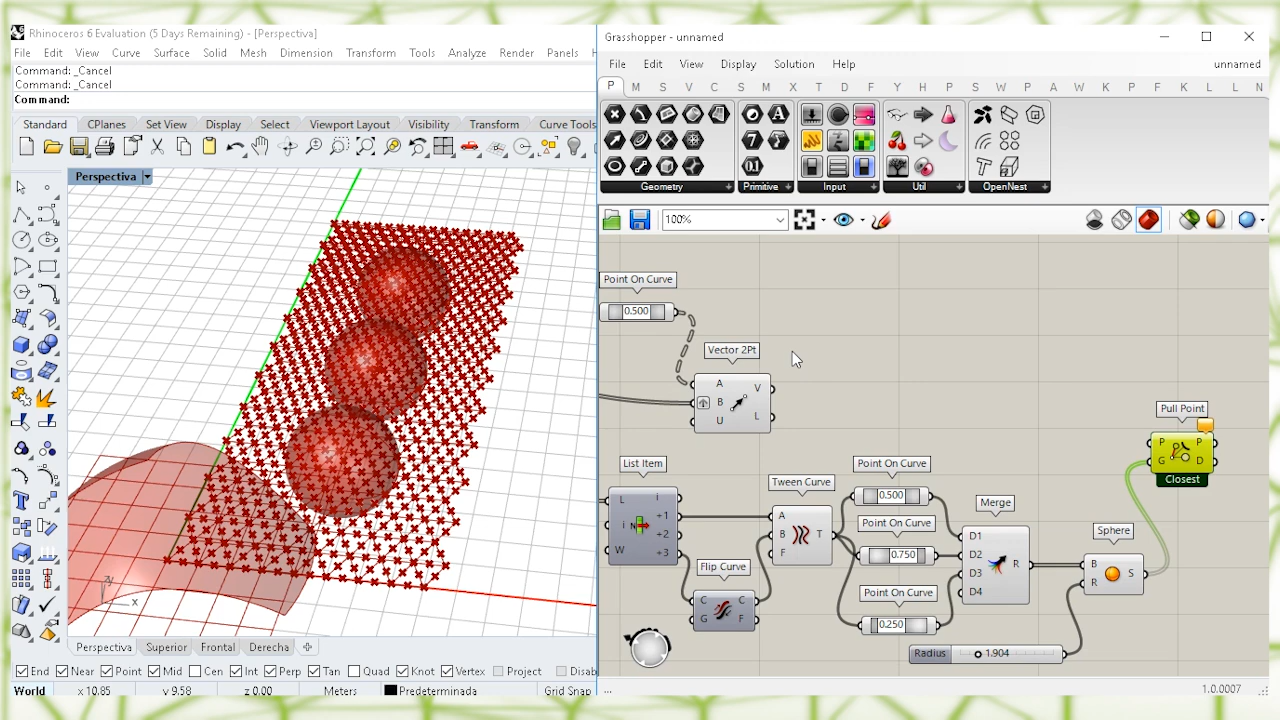 Rhinoceros 6 Evaluation (5 Days Remaining) - [Perspectiva]
File Edit View Curve Surface Solid Mesh Dimension Transform Tools Analyze Render Panels
Command: _Cancel
Command: _Cancel
Command:
Standard CPlanes Set View Display Select Viewport Layout Visibility Transform Curve Tools
Perspectiva
zy
x
Perspectiva Superior Frontal Derecha
End Near Point Mid Cen Int Perp Tan Quad Knot Vertex Project Disab
World x 10.85 y 9.58 z 0.00 Meters Predeterminada Grid Snap
Grasshopper - unnamed
File Edit View Display Solution Help unnamed
P M S V C S M X T D F Y H P S W K F L L N
Geometry Primitive Input Util OpenNest
100%
Point On Curve
0.500
Vector 2Pt
A V
B
U L
Pull Point
P P
G D
Closest
List Item
L i
+1
i N +2
W +3
Tween Curve
A
B T
F
Flip Curve
C C
G F
Point On Curve
0.500
Point On Curve
0.750
Point On Curve
0.250
Merge
D1
D2
D3 R
D4
Sphere
B
R S
Radius 1.904
... 1.0.0007